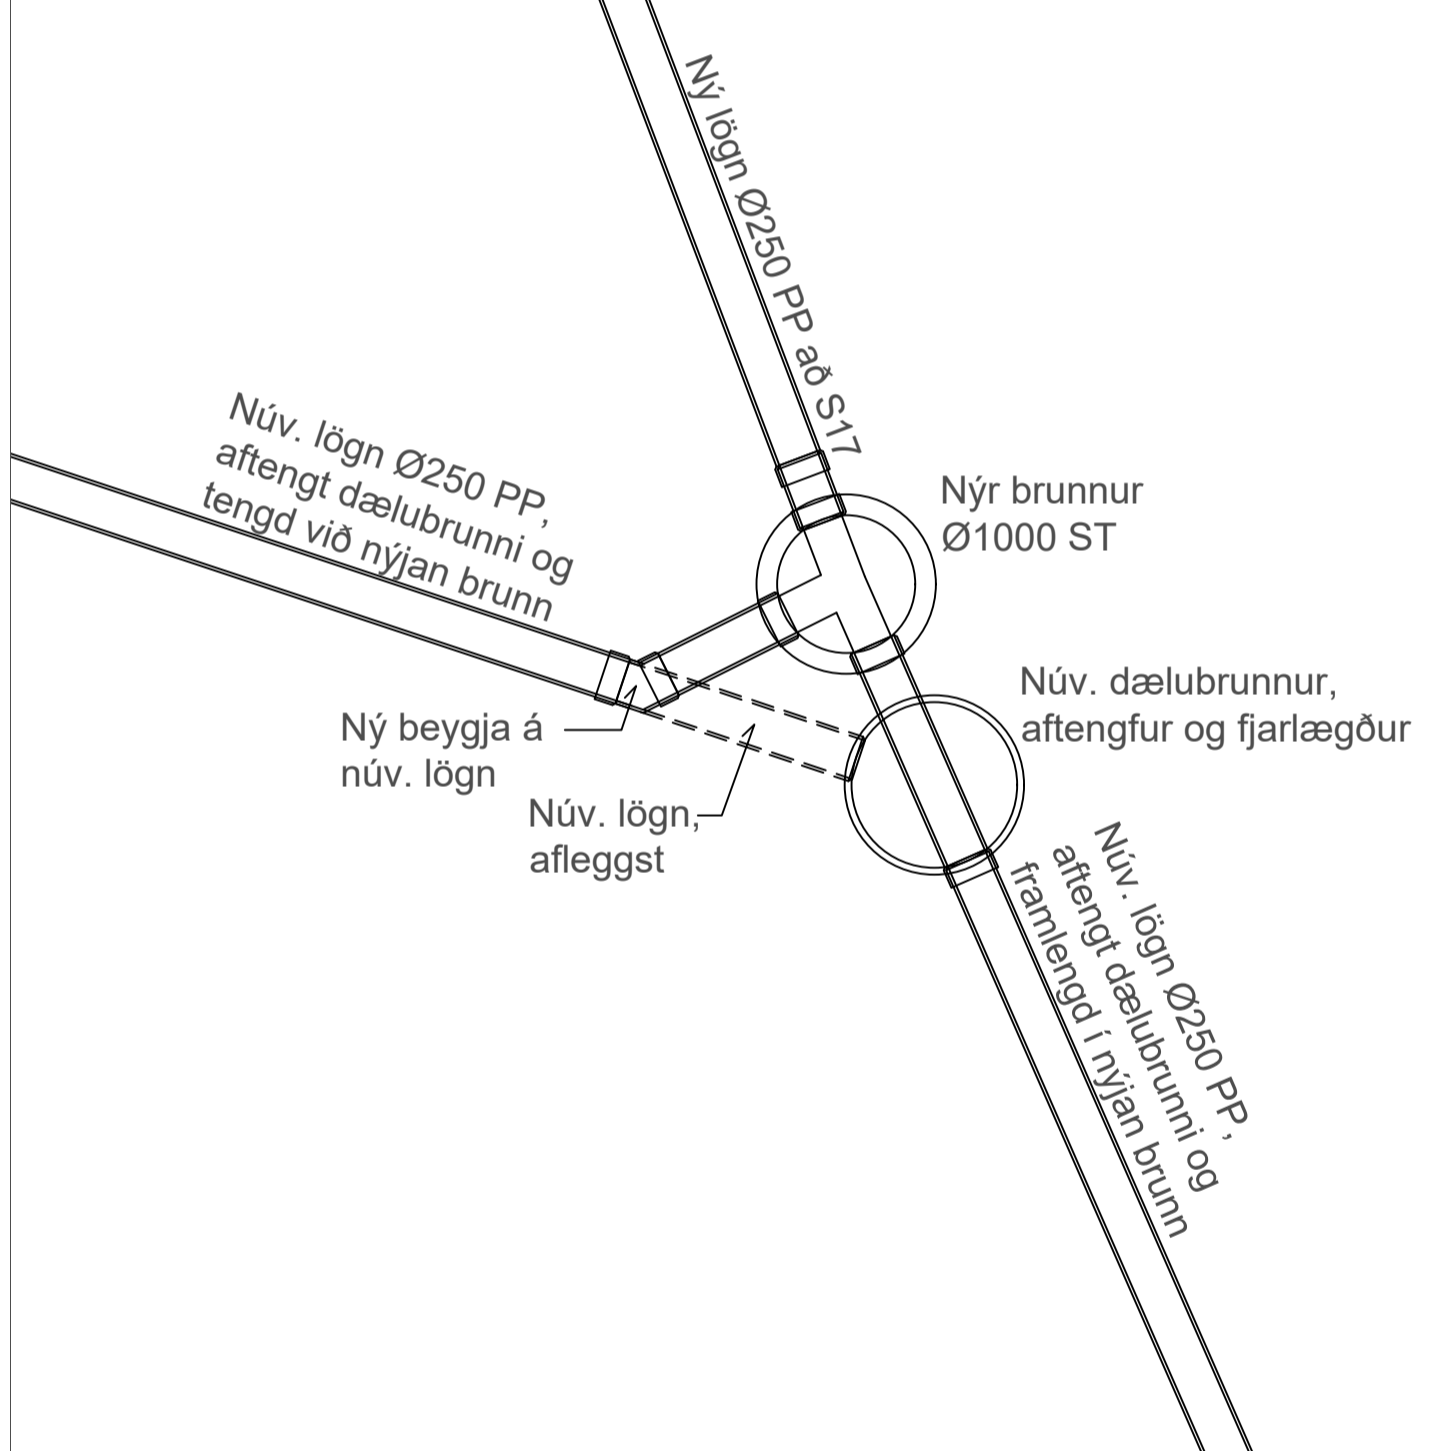 Ný lögn Ø250 PP að S17
Núv. lögn Ø250 PP,
aftengt dælubrunni og
tengd við nýjan brunn
Nýr brunnur
Ø1000 ST
Núv. dælubrunnur,
aftengfur og fjarlægður
Ný beygja á
núv. lögn
Núv. lögn,
afleggst
Núv. lögn Ø250 PP,
aftengt dælubrunni og
framlengd í nýjan brunn